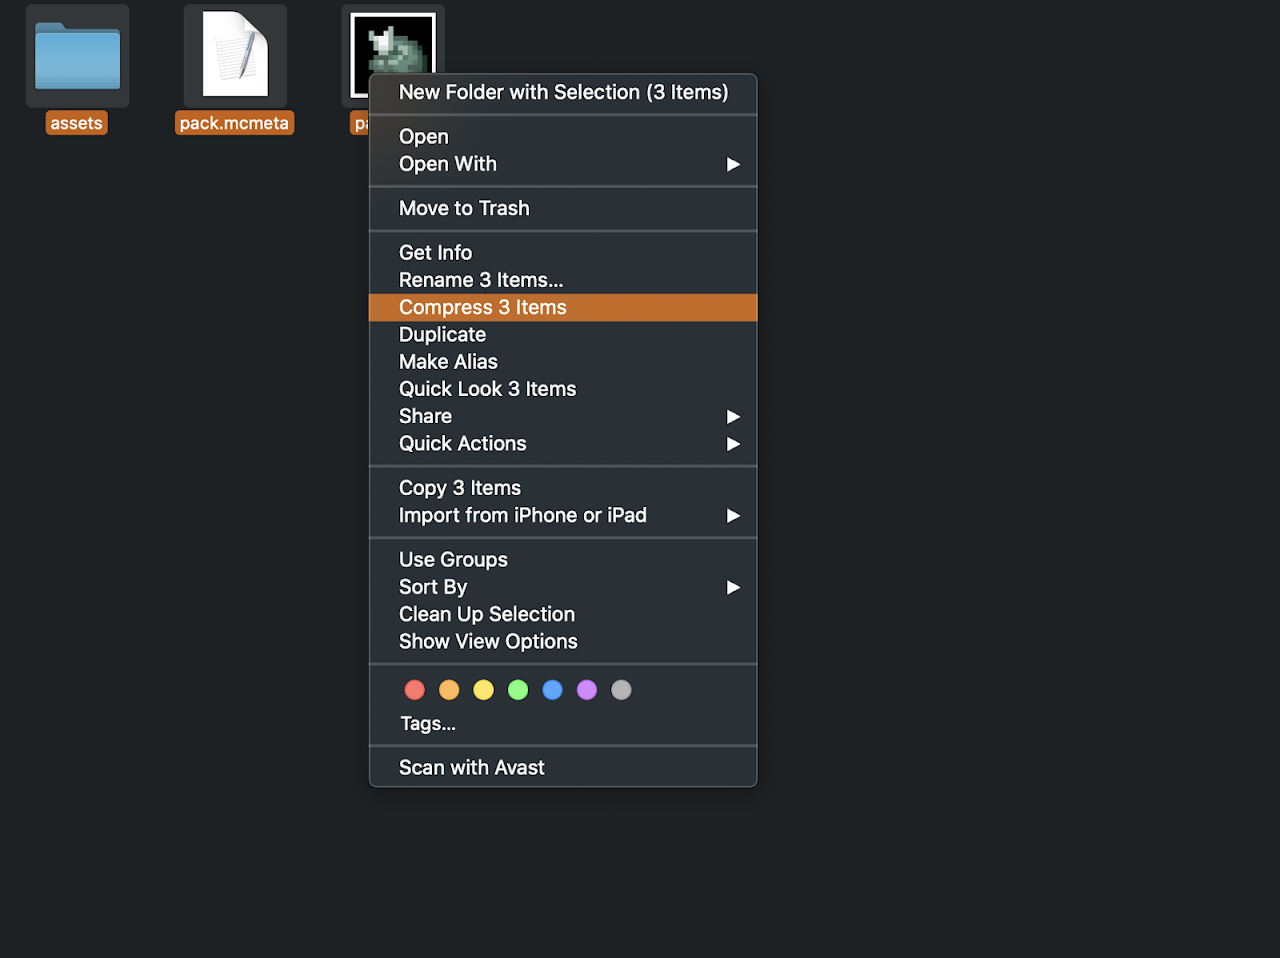 assets
pack.mcmeta
New Folder with Selection (3 Items)
Open
Open With
Move to Trash
Get Info
Rename 3 Items...
Compress 3 Items
Duplicate
Make Alias
Quick Look 3 Items
Share
Quick Actions
Copy 3 Items
Import from iPhone or iPad
Use Groups
Sort By
Clean Up Selection
Show View Options
Tags...
Scan with Avast